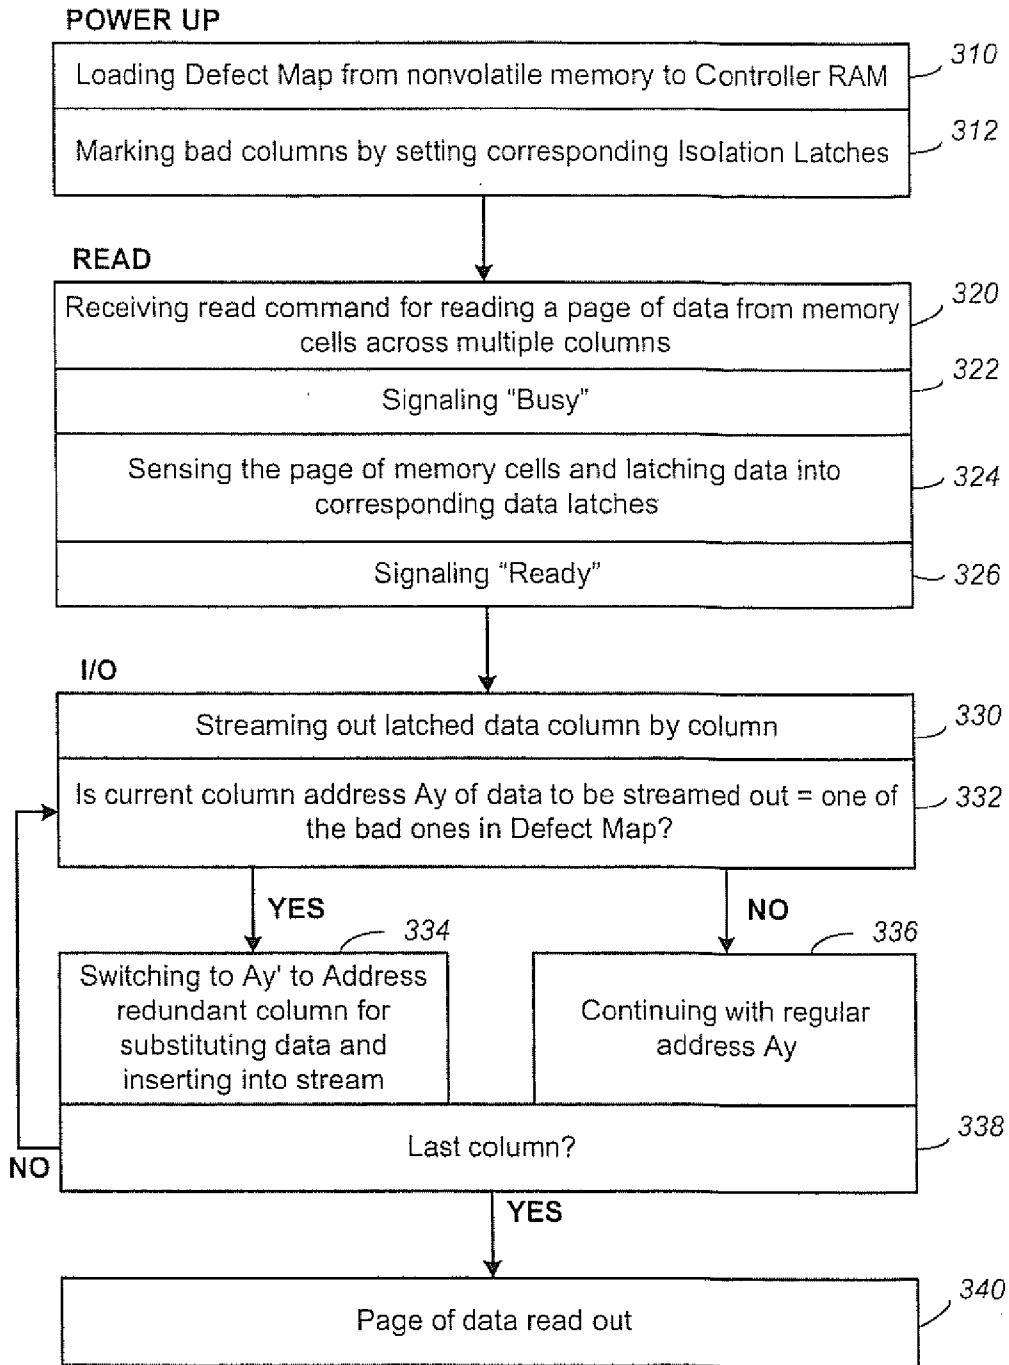 POWER UP
Loading Defect Map from nonvolatile memory to Controller RAM
310
Marking bad columns by setting corresponding Isolation Latches
312
READ
Receiving read command for reading a page of data from memory
cells across multiple columns
320
Signaling "Busy"
322
Sensing the page of memory cells and latching data into
corresponding data latches
324
Signaling "Ready"
326
I/O
Streaming out latched data column by column
330
Is current column address Ay of data to be streamed out = one of
the bad ones in Defect Map?
332
YES
NO
334
336
Switching to Ay' to Address
redundant column for
substituting data and
inserting into stream
Continuing with regular
address Ay
Last column?
338
NO
YES
Page of data read out
340